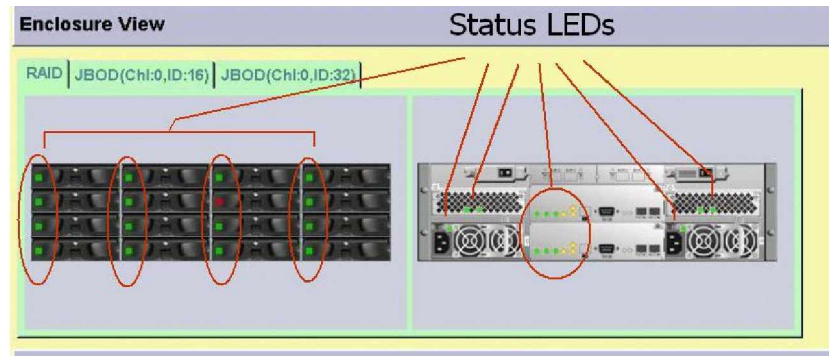 Enclosure View
Status LEDs
RAID
JBOD(Chl:0,ID:16)
JBOD(Chl:0,ID:32)